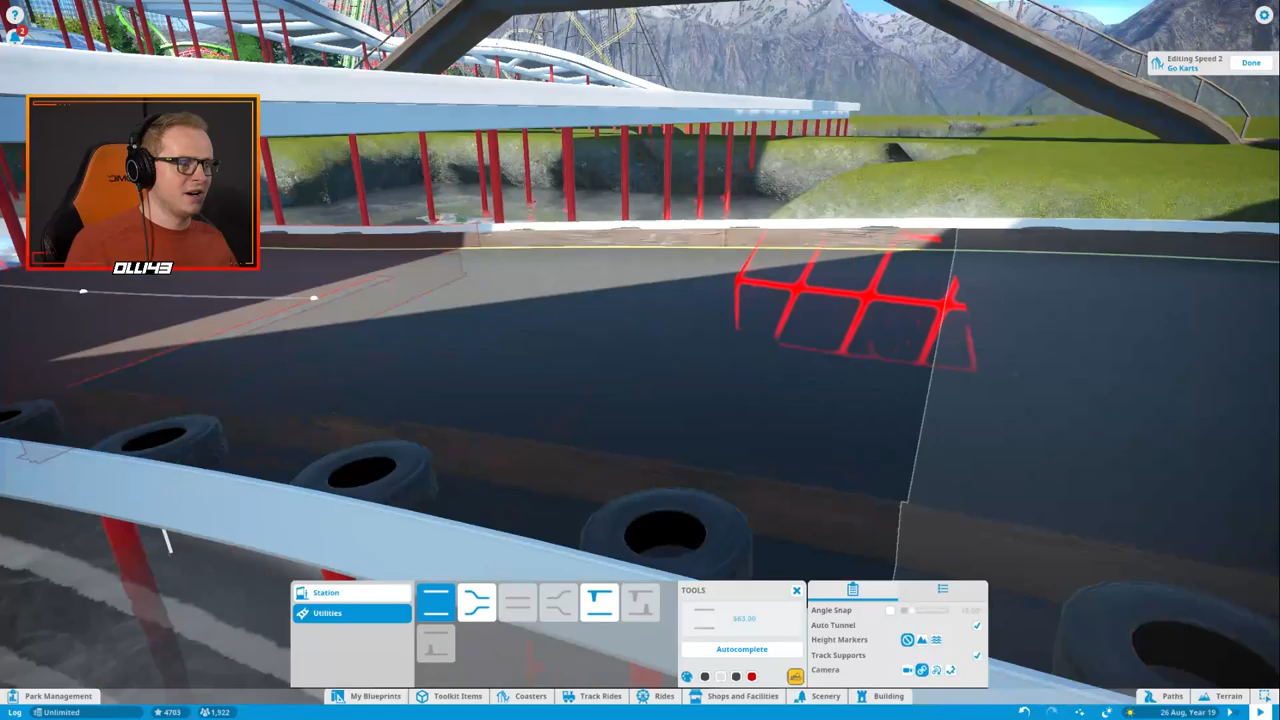 ?
2
Editing Speed 2
Go Karts
Done
OLLI43
Station
Utilities
TOOLS
$63.00
Autocomplete
Angle Snap
Auto Tunnel
Height Markers
Track Supports
Camera
Park Management
My Blueprints
Toolkit Items
Coasters
Track Rides
Rides
Shops and Facilities
Scenery
Building
Paths
Terrain
Log
Unlimited
4703
1,922
26 Aug, Year 19